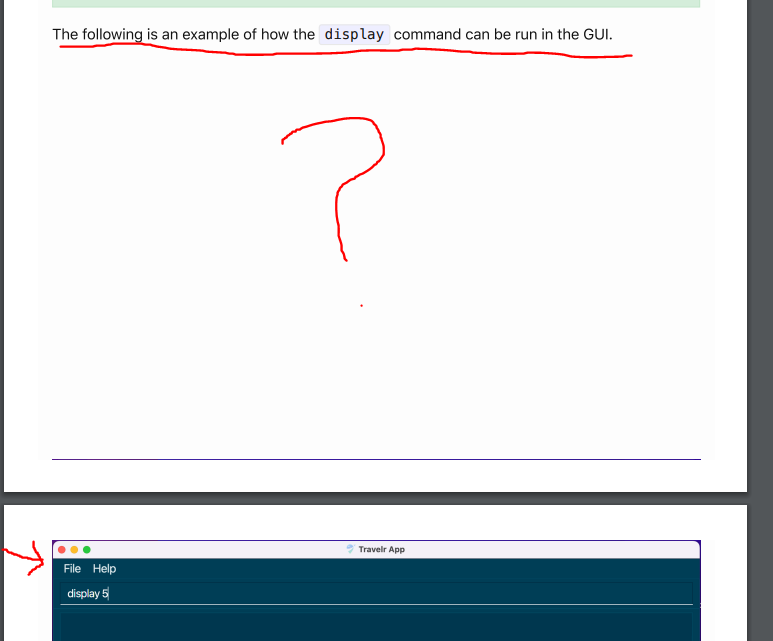 The following is an example of how the display command can be run in the GUI.
?
Travelr App
File Help
display 5